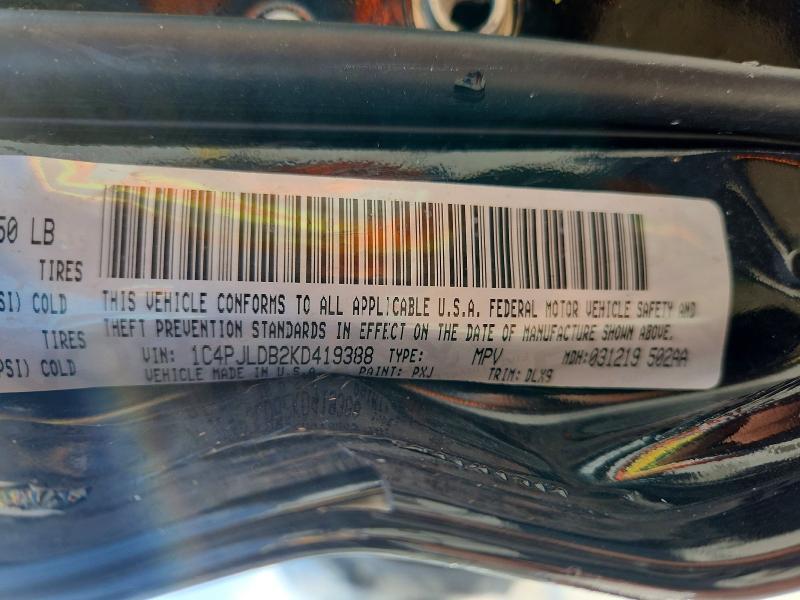 50 LB
TIRES
SI) COLD
THIS VEHICLE CONFORMS TO ALL APPLICABLE U.S.A. FEDERAL MOTOR VEHICLE SAFETY AND
TIRES
THEFT PREVENTION STANDARDS IN EFFECT ON THE DATE OF MANUFACTURE SHOWN ABOVE.
PSI) COLD
VIN: 1C4PJLDB2KD419388 TYPE: MPV MDH:031219 502AA
VEHICLE MADE IN U.S.A. PAINT: PXJ TRIM: DLX9